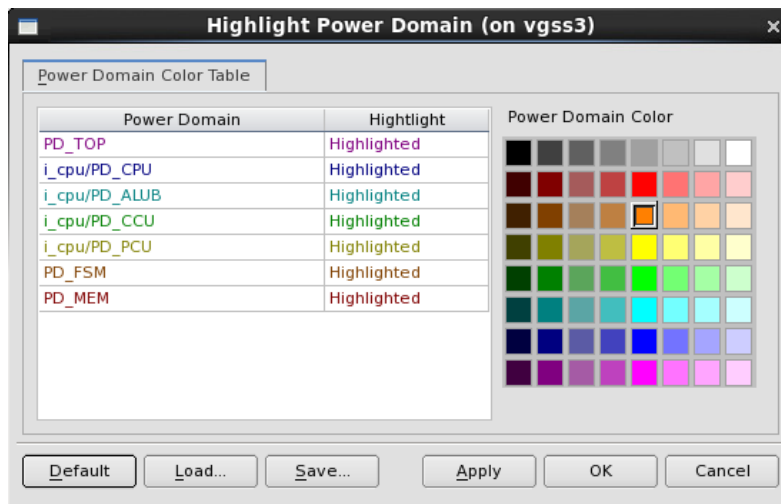 Highlight Power Domain (on vgss3)
Power Domain Color Table
Power Domain Hightlight
PD_TOP Highlighted
i_cpu/PD_CPU Highlighted
i_cpu/PD_ALUB Highlighted
i_cpu/PD_CCU Highlighted
i_cpu/PD_PCU Highlighted
PD_FSM Highlighted
PD_MEM Highlighted
Power Domain Color
Default Load... Save... Apply OK Cancel